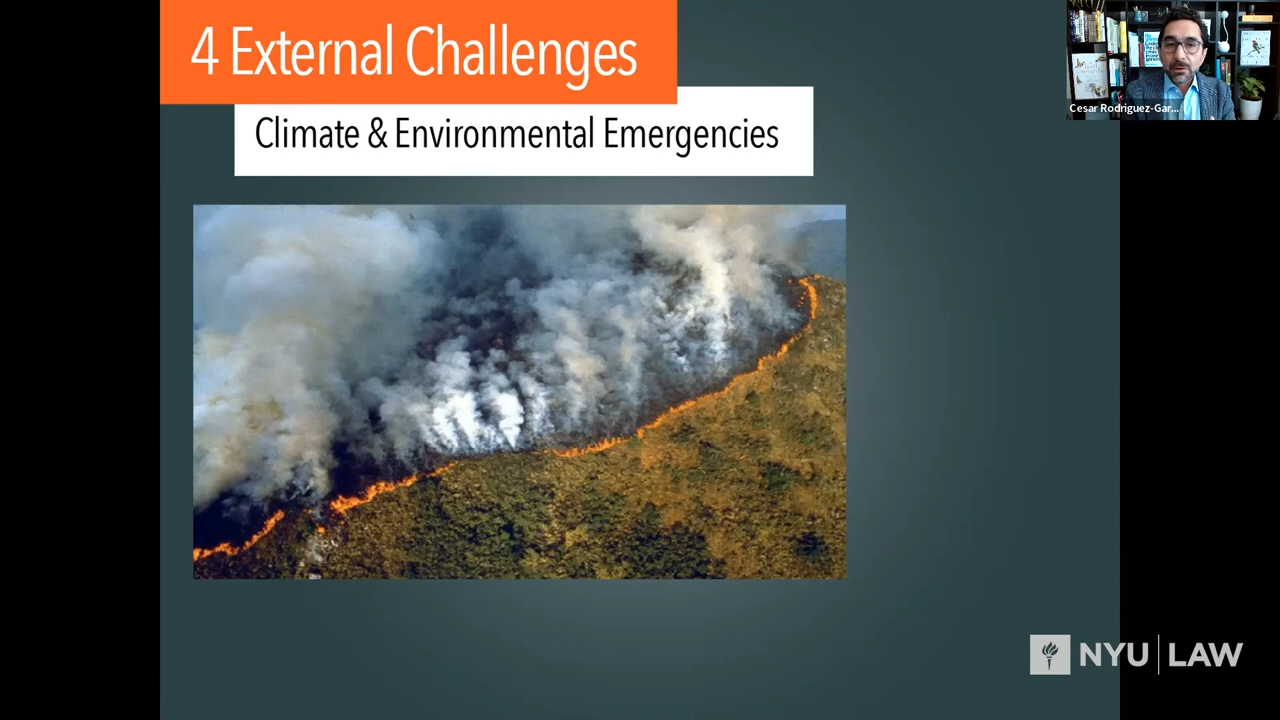 4 External Challenges
Climate & Environmental Emergencies
Cesar Rodriguez-Gar...
NYU LAW